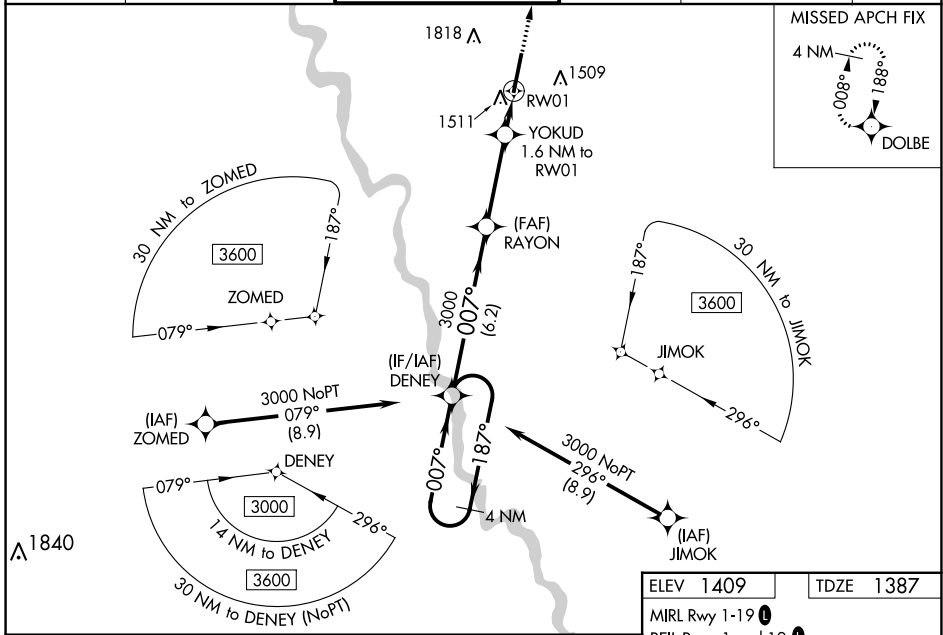 MISSED APCH FIX
4 NM
008°
188°
DOLBE
1818
1509
RW01
1511
YOKUD
1.6 NM to
RW01
30 NM to ZOMED
187°
3600
ZOMED
079°
(FAF)
RAYON
3000
007°
(6.2)
30 NM to JIMOK
187°
3600
JIMOK
296°
(IF/IAF)
DENEY
3000 NoPT
079°
(8.9)
(IAF)
ZOMED
007°
187°
4 NM
3000 NoPT
296°
(8.9)
(IAF)
JIMOK
DENEY
079°
296°
3000
14 NM to DENEY
3600
30 NM to DENEY (NoPT)
1840
ELEV 1409
TDZE 1387
MIRL Rwy 1-19 L